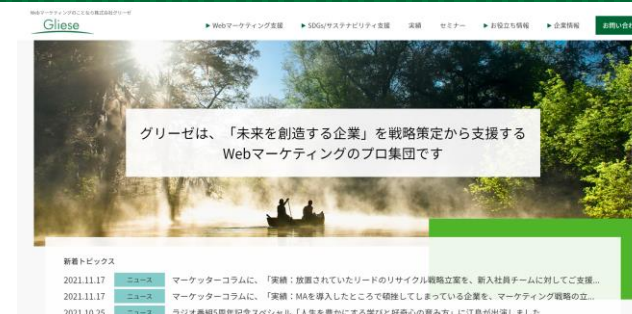 Webマーケティングのことなら株式会社グリーゼ
Gliese
▶ Webマーケティング支援 ▶ SDGs/サステナビリティ支援 実績 セミナー ▶ お役立ち情報 ▶ 企業情報 お問い合わ
グリーゼは、「未来を創造する企業」を戦略策定から支援する
Webマーケティングのプロ集団です
新着トピックス
2021.11.17 ニュース マーケッターコラムに、「実績：放置されていたリードのリサイクル戦略立案を、新入社員チームに対してご支援...
2021.11.17 ニュース マーケッターコラムに、「実績：MAを導入したところで頓挫してしまっている企業を、マーケティング戦略の立...
2021.10.25 ニュース ラジオ番組5周年記念スペシャル「人生を豊かにする学びと好奇心の育み方」に江島が出演しました